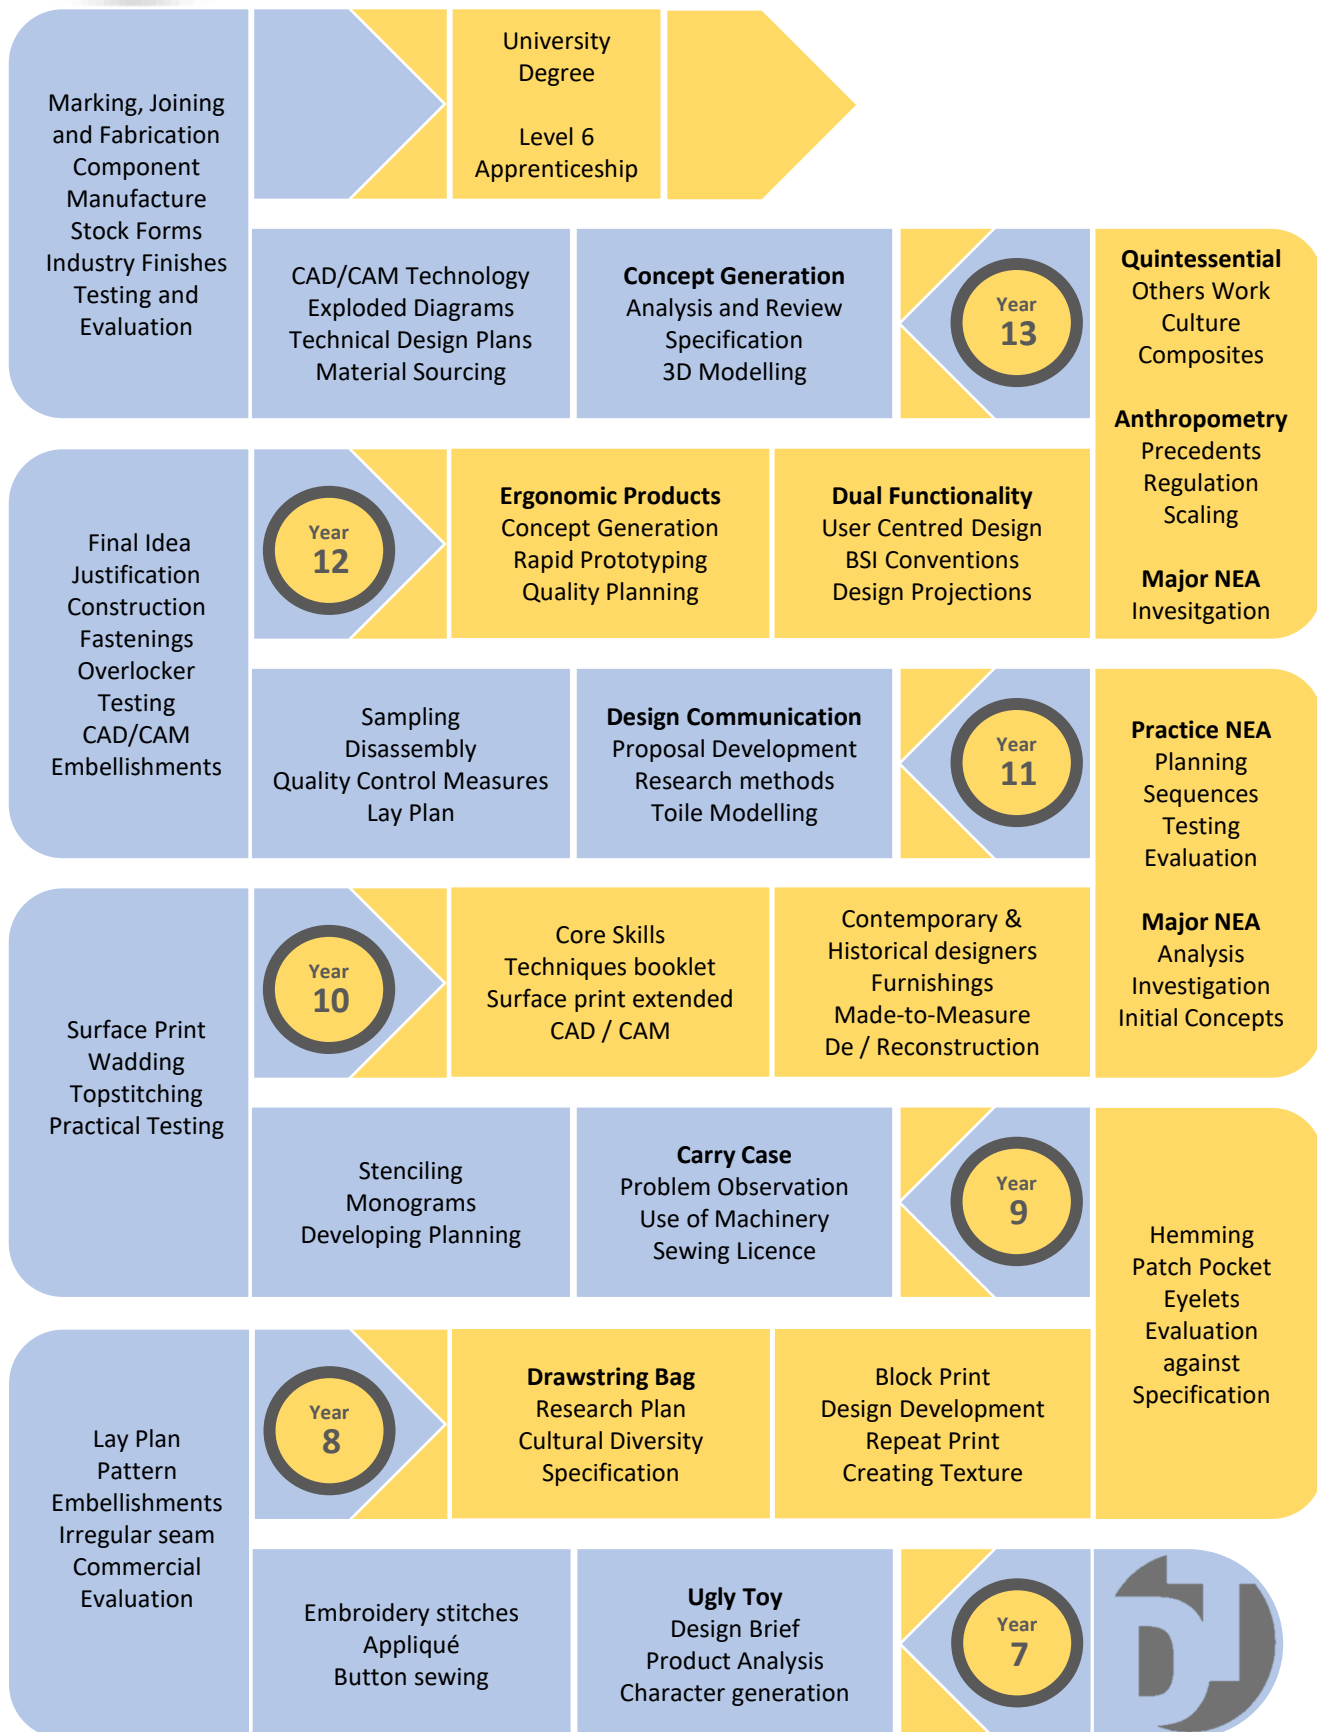 University
Degree
Level 6
Apprenticeship
Marking, Joining
and Fabrication
Component
Manufacture
Stock Forms
Industry Finishes
Testing and
Evaluation
CAD/CAM Technology
Exploded Diagrams
Technical Design Plans
Material Sourcing
Concept Generation
Analysis and Review
Specification
3D Modelling
Year
13
Quintessential
Others Work
Culture
Composites
Anthropometry
Precedents
Regulation
Scaling
Major NEA
Invesitgation
Final Idea
Justification
Construction
Fastenings
Overlocker
Testing
CAD/CAM
Embellishments
Year
12
Ergonomic Products
Concept Generation
Rapid Prototyping
Quality Planning
Dual Functionality
User Centred Design
BSI Conventions
Design Projections
Sampling
Disassembly
Quality Control Measures
Lay Plan
Design Communication
Proposal Development
Research methods
Toile Modelling
Year
11
Practice NEA
Planning
Sequences
Testing
Evaluation
Major NEA
Analysis
Investigation
Initial Concepts
Surface Print
Wadding
Topstitching
Practical Testing
Year
10
Core Skills
Techniques booklet
Surface print extended
CAD / CAM
Contemporary &
Historical designers
Furnishings
Made-to-Measure
De / Reconstruction
Stenciling
Monograms
Developing Planning
Carry Case
Problem Observation
Use of Machinery
Sewing Licence
Year
9
Hemming
Patch Pocket
Eyelets
Evaluation
against
Specification
Lay Plan
Pattern
Embellishments
Irregular seam
Commercial
Evaluation
Year
8
Drawstring Bag
Research Plan
Cultural Diversity
Specification
Block Print
Design Development
Repeat Print
Creating Texture
Embroidery stitches
Appliqué
Button sewing
Ugly Toy
Design Brief
Product Analysis
Character generation
Year
7